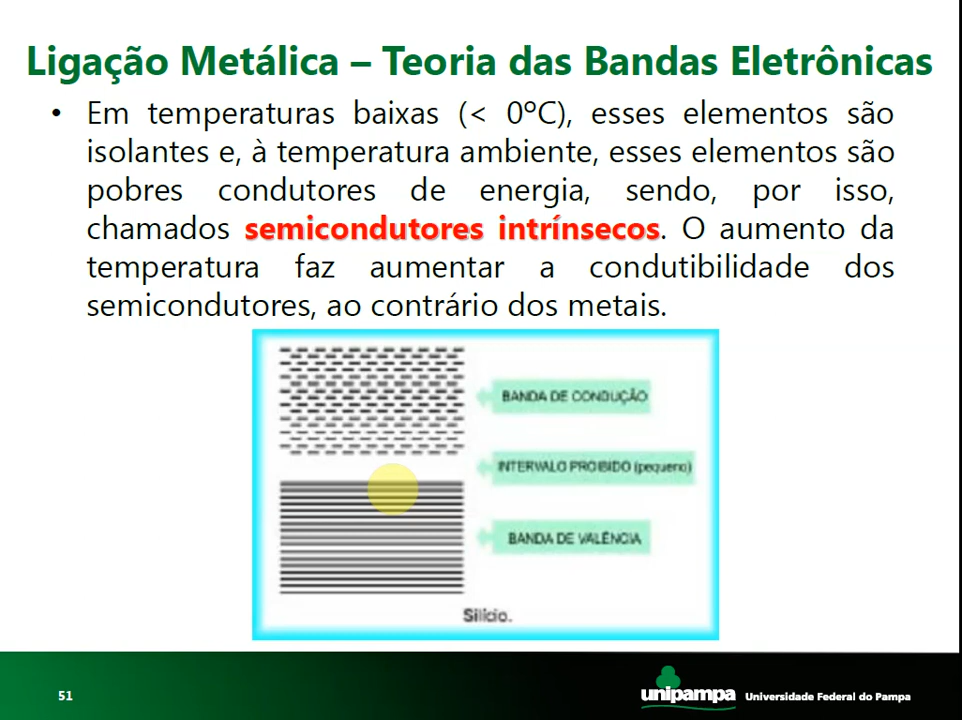 Ligação Metálica – Teoria das Bandas Eletrônicas
• Em temperaturas baixas (< 0ºC), esses elementos são
isolantes e, à temperatura ambiente, esses elementos são
pobres condutores de energia, sendo, por isso,
chamados semicondutores intrínsecos. O aumento da
temperatura faz aumentar a condutibilidade dos
semicondutores, ao contrário dos metais.
BANDA DE CONDUÇÃO
INTERVALO PROIBIDO (pequeno)
BANDA DE VALÊNCIA
Silício.
51
unipampa
Universidade Federal do Pampa